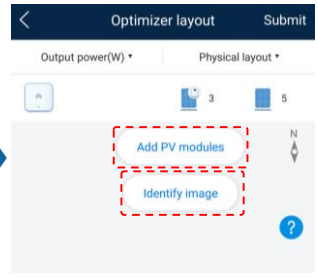 Optimizer layout Submit
Output power(W) Physical layout
3 5
Add PV modules
N
Identify image
?